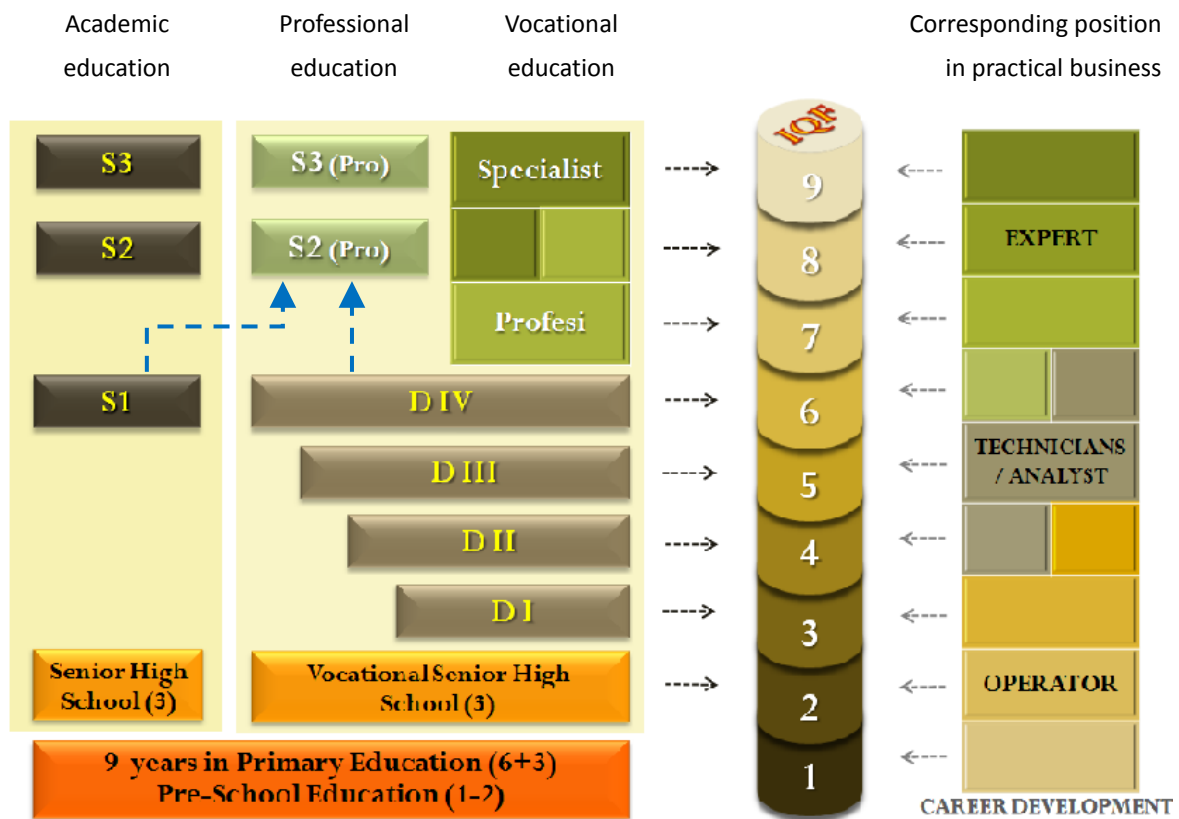 Academic
education
Professional
education
Vocational
education
Corresponding position
in practical business
IQF
S3
S3 (Pro)
Specialist
9
S2
S2 (Pro)
8
EXPERT
Profesi
7
S1
D IV
6
D III
5
TECHNICIANS
/ ANALYST
D II
4
D I
3
Senior High
School (3)
Vocational Senior High
School (3)
2
OPERATOR
9 years in Primary Education (6+3)
Pre-School Education (1-2)
1
CAREER DEVELOPMENT